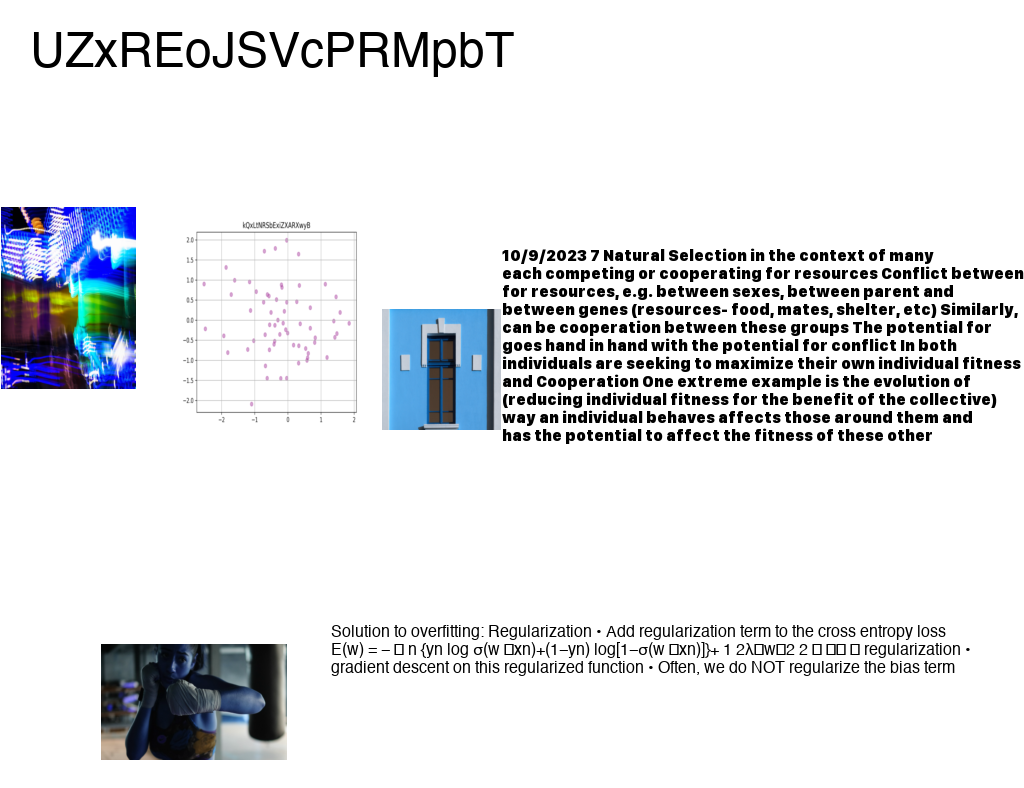 UZxREoJSVcPRMpbT
kQxLtNRSbExiZXARXwyB
2.0
1.5
1.0
0.5
0.0
−0.5
−1.0
−1.5
−2.0
−2 −1 0 1 2
10/9/2023 7 Natural Selection in the context of many
each competing or cooperating for resources Conflict between
for resources, e.g. between sexes, between parent and
between genes (resources- food, mates, shelter, etc) Similarly,
can be cooperation between these groups The potential for
goes hand in hand with the potential for conflict In both
individuals are seeking to maximize their own individual fitness
and Cooperation One extreme example is the evolution of
(reducing individual fitness for the benefit of the collective)
way an individual behaves affects those around them and
has the potential to affect the fitness of these other
Solution to overfitting: Regularization • Add regularization term to the cross entropy loss
E(w) = − □ n {yn log σ(w □xn)+(1−yn) log[1−σ(w □xn)]}+ 1 2λ□w□2 2 □ □□ □ regularization •
gradient descent on this regularized function • Often, we do NOT regularize the bias term